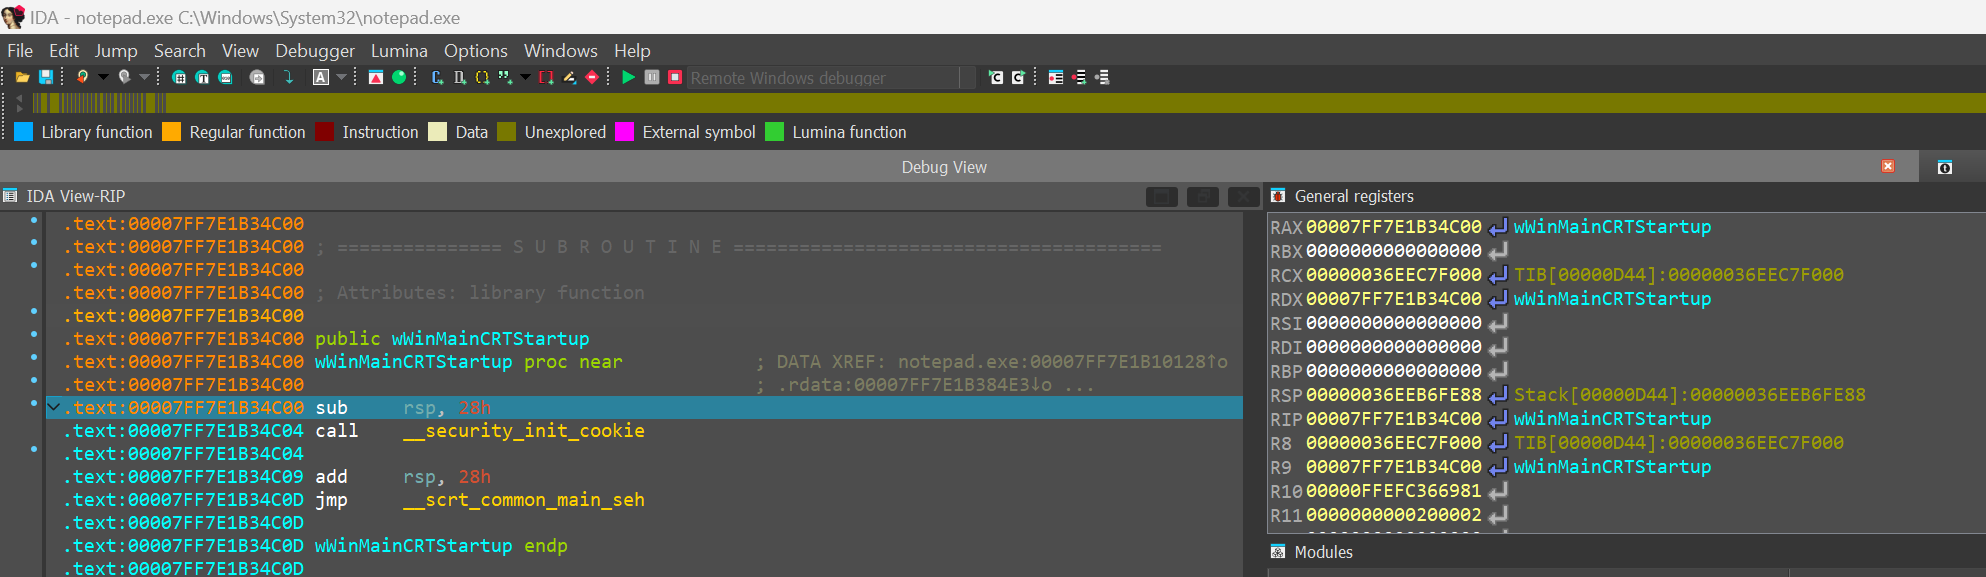 IDA - notepad.exe C:\Windows\System32\notepad.exe
File Edit Jump Search View Debugger Lumina Options Windows Help
Remote Windows debugger
Library function Regular function Instruction Data Unexplored External symbol Lumina function
Debug View
IDA View-RIP
.text:00007FF7E1B34C00
.text:00007FF7E1B34C00 ; =============== S U B R O U T I N E =======================================
.text:00007FF7E1B34C00
.text:00007FF7E1B34C00 ; Attributes: library function
.text:00007FF7E1B34C00
.text:00007FF7E1B34C00 public wWinMainCRTStartup
.text:00007FF7E1B34C00 wWinMainCRTStartup proc near ; DATA XREF: notepad.exe:00007FF7E1B10128↑o
.text:00007FF7E1B34C00 ; .rdata:00007FF7E1B384E3↓o ...
.text:00007FF7E1B34C00 sub rsp, 28h
.text:00007FF7E1B34C04 call __security_init_cookie
.text:00007FF7E1B34C04
.text:00007FF7E1B34C09 add rsp, 28h
.text:00007FF7E1B34C0D jmp __scrt_common_main_seh
.text:00007FF7E1B34C0D
.text:00007FF7E1B34C0D wWinMainCRTStartup endp
.text:00007FF7E1B34C0D
General registers
RAX 00007FF7E1B34C00 wWinMainCRTStartup
RBX 0000000000000000
RCX 00000036EEC7F000 TIB[00000D44]:00000036EEC7F000
RDX 00007FF7E1B34C00 wWinMainCRTStartup
RSI 0000000000000000
RDI 0000000000000000
RBP 0000000000000000
RSP 00000036EEB6FE88 Stack[00000D44]:00000036EEB6FE88
RIP 00007FF7E1B34C00 wWinMainCRTStartup
R8 00000036EEC7F000 TIB[00000D44]:00000036EEC7F000
R9 00007FF7E1B34C00 wWinMainCRTStartup
R10 00000FFEFC366981
R11 0000000000200002
Modules